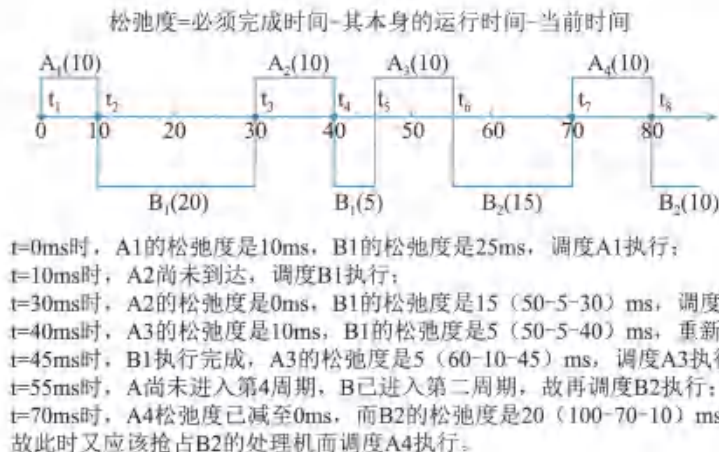 松弛度=必须完成时间-其本身的运行时间-当前时间
A₁(10) A₂(10) A₃(10) A₄(10)
t₁ t₂ t₃ t₄ t₅ t₆ t₇ t₈
0 10 20 30 40 50 60 70 80
B₁(20) B₁(5) B₂(15) B₂(10)
t=0ms时，A1的松弛度是10ms，B1的松弛度是25ms，调度A1执行；
t=10ms时，A2尚未到达，调度B1执行；
t=30ms时，A2的松弛度是0ms，B1的松弛度是15（50-5-30）ms，调度
t=40ms时，A3的松弛度是10ms，B1的松弛度是5（50-5-40）ms，重新
t=45ms时，B1执行完成，A3的松弛度是5（60-10-45）ms，调度A3执行
t=55ms时，A尚未进入第4周期，B已进入第二周期，故再调度B2执行；
t=70ms时，A4松弛度已减至0ms，而B2的松弛度是20（100-70-10）ms
故此时又应该抢占B2的处理机而调度A4执行。